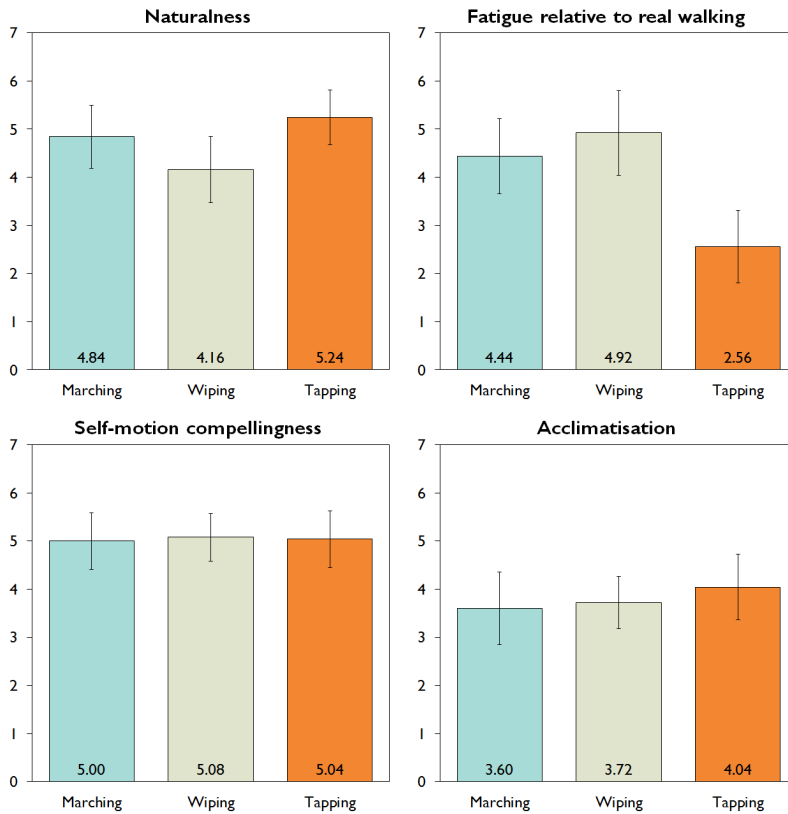 Naturalness
7
6
5
4
3
2
1
0
4.84
4.16
5.24
Marching
Wiping
Tapping
Fatigue relative to real walking
7
6
5
4
3
2
1
0
4.44
4.92
2.56
Marching
Wiping
Tapping
Self-motion compellingness
7
6
5
4
3
2
1
0
5.00
5.08
5.04
Marching
Wiping
Tapping
Acclimatisation
7
6
5
4
3
2
1
0
3.60
3.72
4.04
Marching
Wiping
Tapping